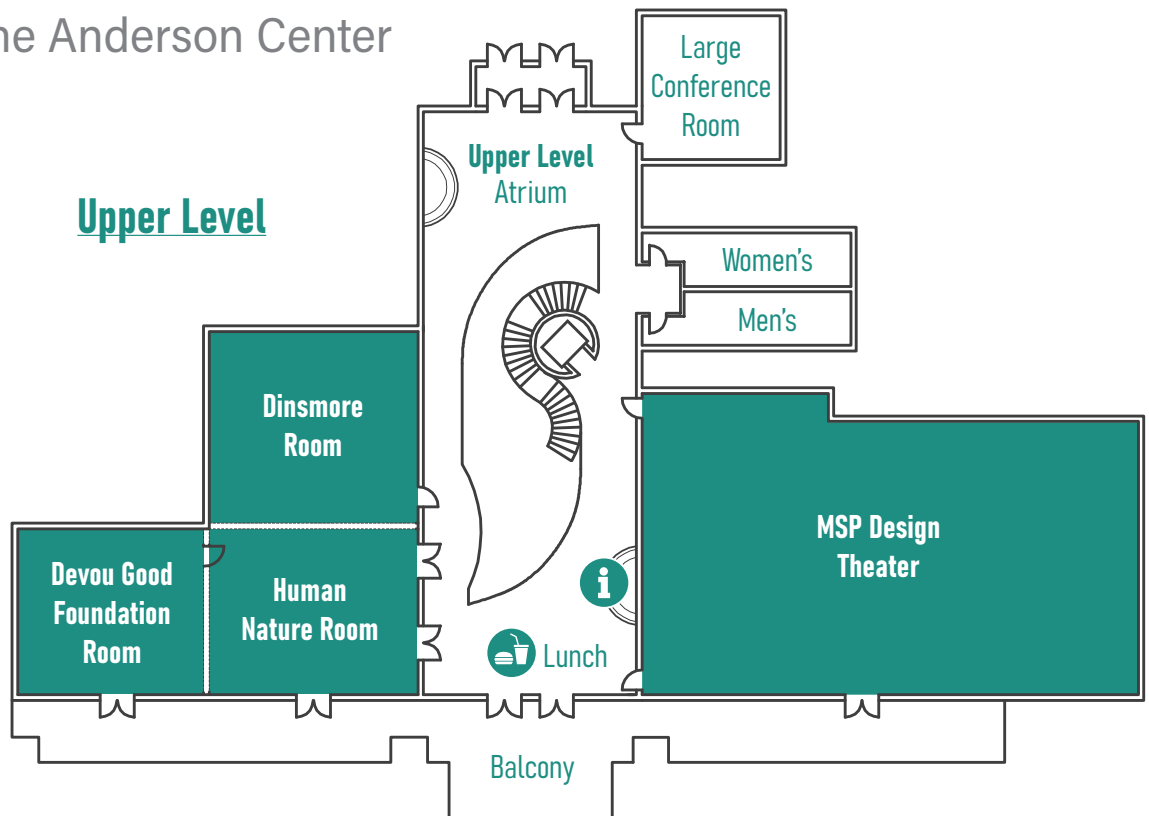 ne Anderson Center
Large
Conference
Room
Upper Level
Atrium
Upper Level
Women's
Men's
Dinsmore
Room
MSP Design
Theater
Devou Good
Foundation
Room
Human
Nature Room
i
Lunch
Balcony